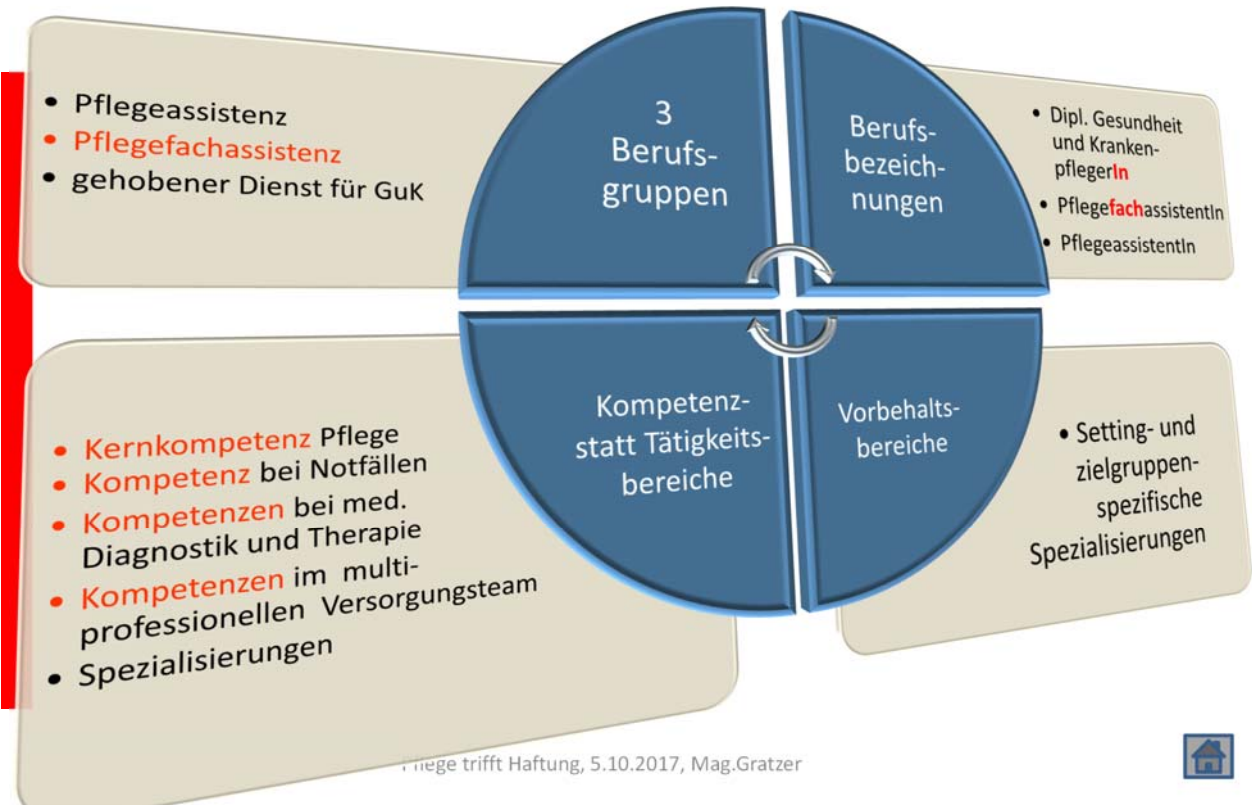 • Pflegeassistenz
• Pflegefachassistenz
• gehobener Dienst für GuK
3
Berufs-
gruppen
Berufs-
bezeich-
nungen
• Dipl. Gesundheit
und Kranken-
pflegerIn
• PflegefachassistentIn
• PflegeassistentIn
• Kernkompetenz Pflege
• Kompetenz bei Notfällen
• Kompetenzen bei med.
Diagnostik und Therapie
• Kompetenzen im multi-
professionellen Versorgungsteam
• Spezialisierungen
Kompetenz-
statt Tätigkeits-
bereiche
Vorbehalts-
bereiche
• Setting- und
zielgruppen-
spezifische
Spezialisierungen
Pflege trifft Haftung, 5.10.2017, Mag.Gratzer